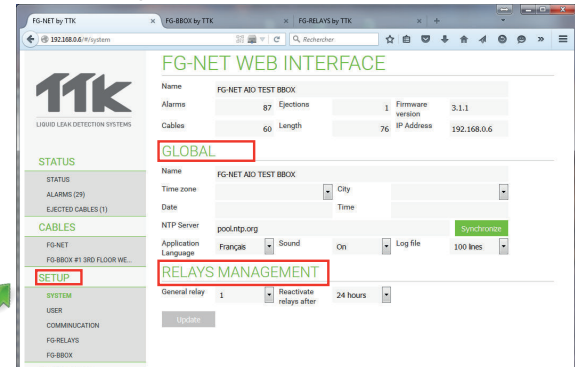 FG-NET by TTK
FG-BBOX by TTK
FG-RELAYS by TTK
192.168.0.6/#/system
Rechercher
TTK
LIQUID LEAK DETECTION SYSTEMS
STATUS
STATUS
ALARMS (29)
EJECTED CABLES (1)
CABLES
FG-NET
FG-BBOX #1 3RD FLOOR WE...
SETUP
SYSTEM
USER
COMMINUCATION
FG-RELAYS
FG-BBOX
FG-NET WEB INTERFACE
Name FG-NET AIO TEST BBOX
Alarms 87 Ejections 1 Firmware version 3.1.1
Cables 60 Length 76 IP Address 192.168.0.6
GLOBAL
Name FG-NET AIO TEST BBOX
Time zone City
Date Time
NTP Server pool.ntp.org Synchronize
Application Language Français Sound On Log file 100 lines
RELAYS MANAGEMENT
General relay 1 Reactivate relays after 24 hours
Update